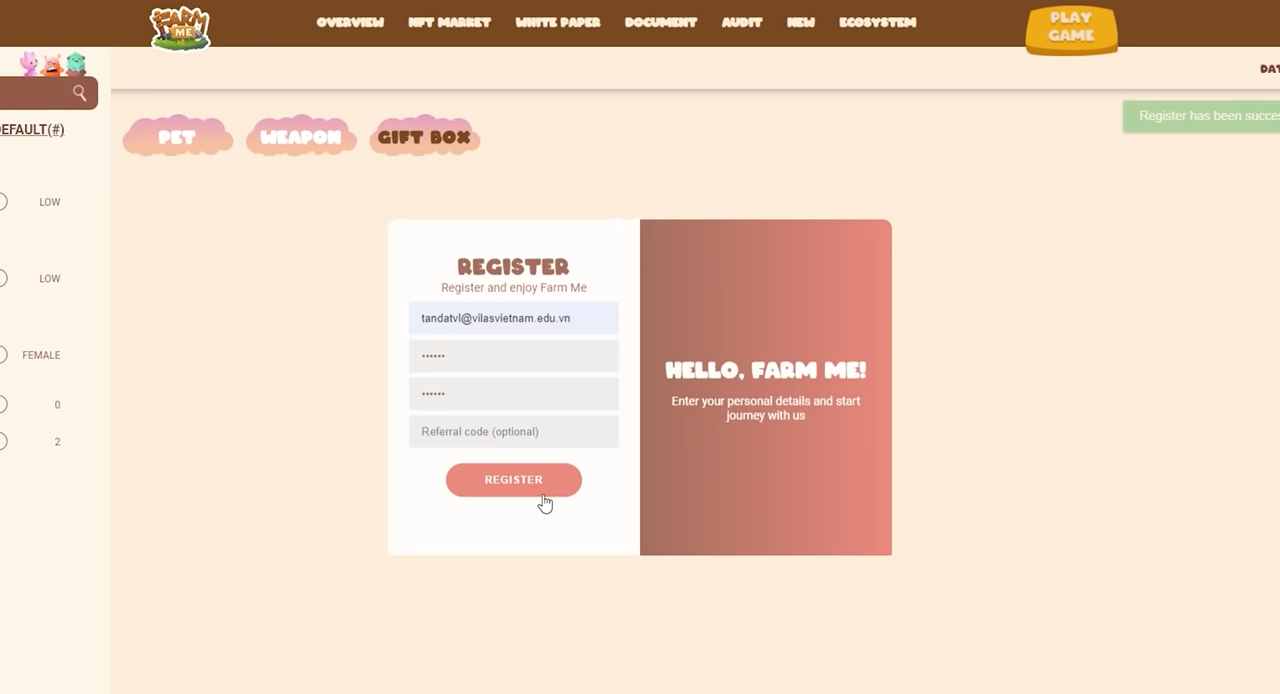 FARM
ME
OVERVIEW
NFT MARKET
WHITE PAPER
DOCUMENT
AUDIT
NEW
ECOSYSTEM
PLAY
GAME
DAT
EFAULT(#)
PET
WEAPON
GIFT BOX
Register has been succes
LOW
LOW
FEMALE
0
2
REGISTER
Register and enjoy Farm Me
tandatvl@vilasvietnam.edu.vn
••••••
••••••
Referral code (optional)
REGISTER
HELLO, FARM ME!
Enter your personal details and start
journey with us